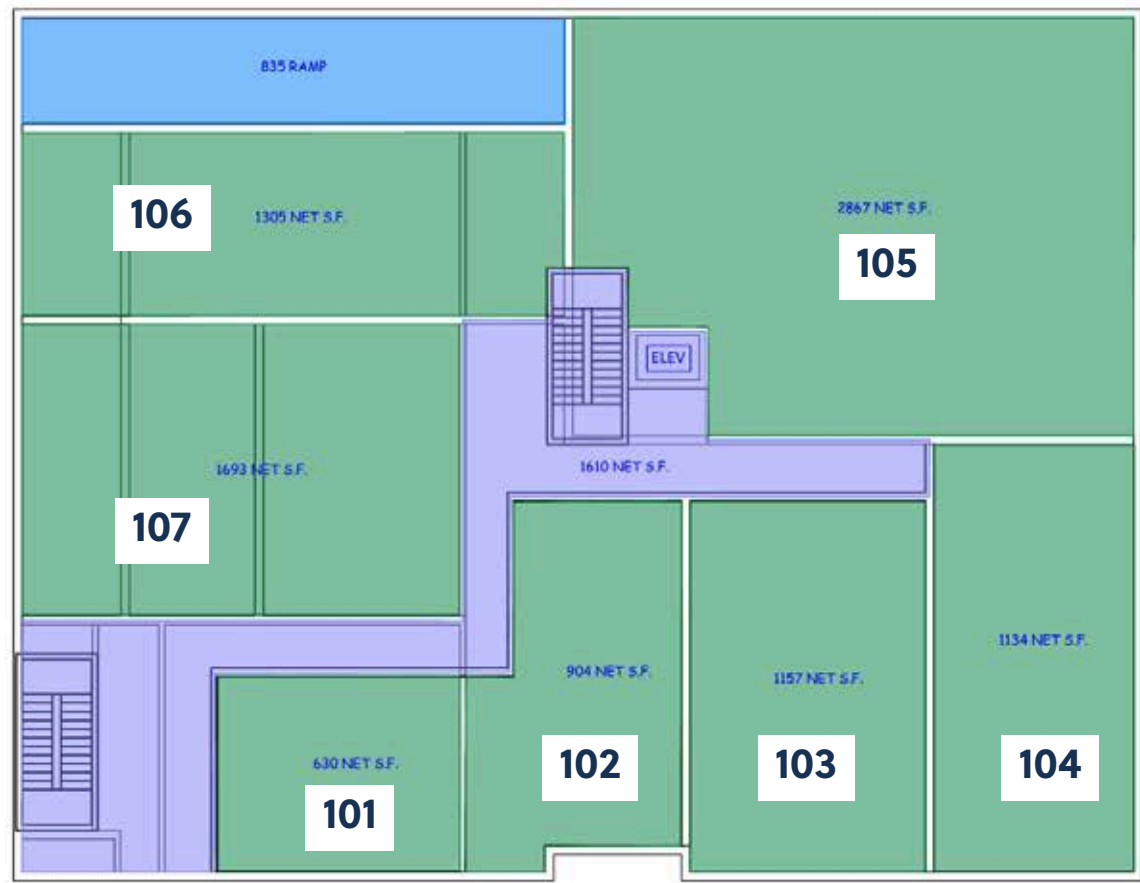 835 RAMP
106
1305 NET S.F.
2867 NET S.F.
105
ELEV
1693 NET S.F.
1610 NET S.F.
107
1134 NET S.F.
904 NET S.F.
1157 NET S.F.
630 NET S.F.
102
103
104
101